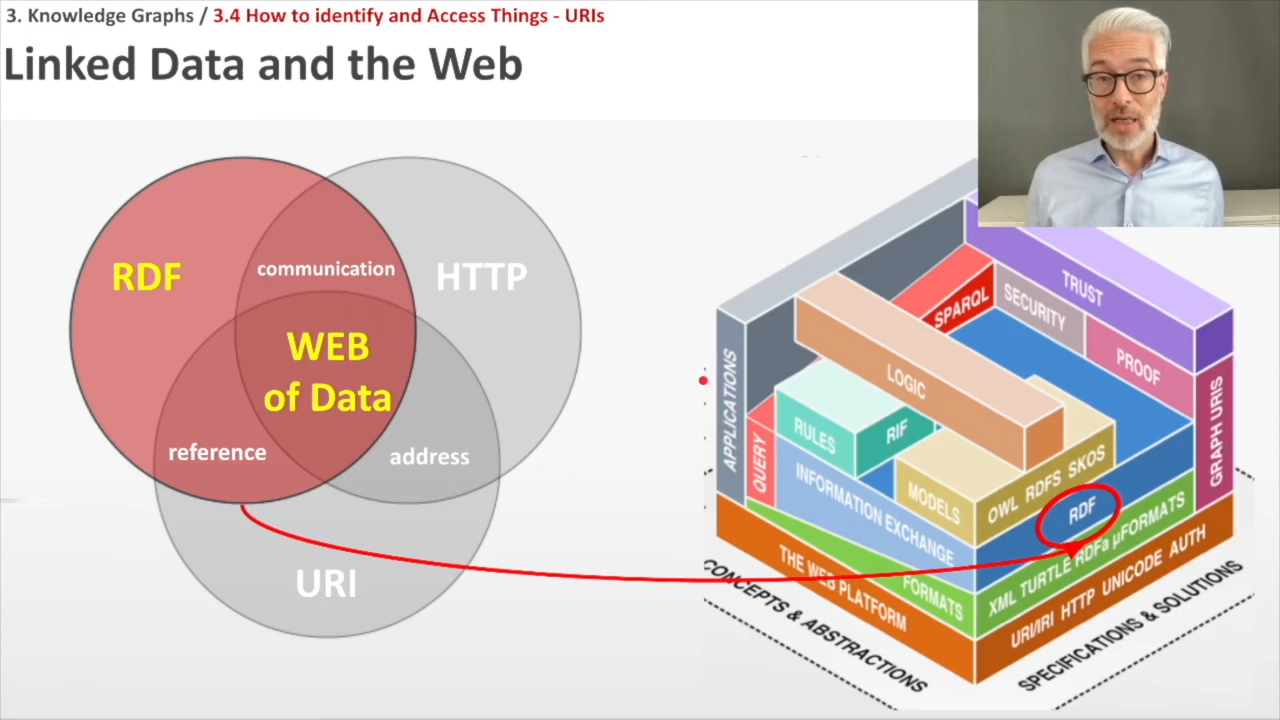 3. Knowledge Graphs / 3.4 How to identify and Access Things - URIs
Linked Data and the Web
RDF
communication
HTTP
WEB
of Data
reference
address
URI
APPLICATIONS
TRUST
SPARQL
SECURITY
PROOF
LOGIC
GRAPH URIS
QUERY
RULES
RIF
INFORMATION EXCHANGE
MODELS
OWL RDFS SKOS
RDF
FORMATS
XML TURTLE RDFa µFORMATS
THE WEB PLATFORM
URI/IRI HTTP UNICODE AUTH
CONCEPTS & ABSTRACTIONS
SPECIFICATIONS & SOLUTIONS